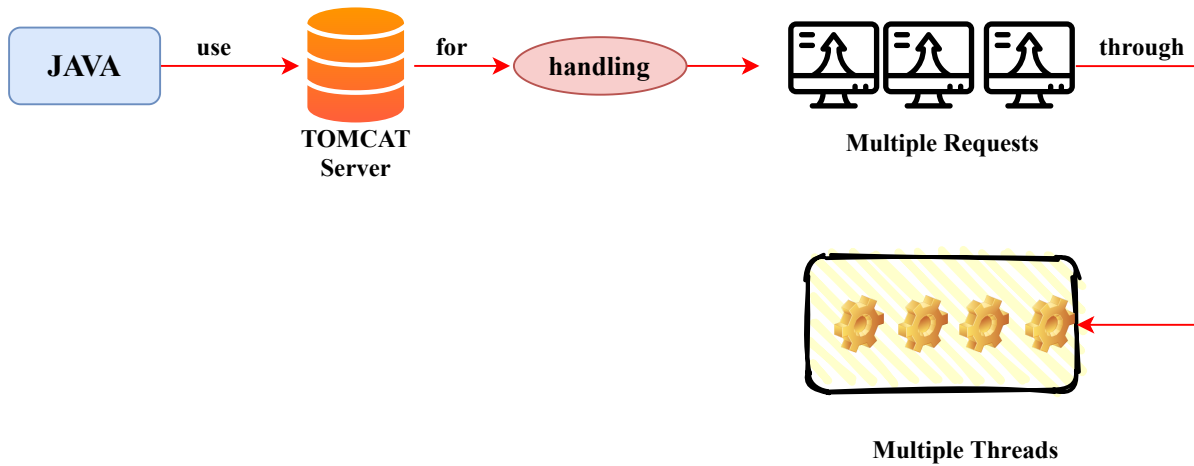 JAVA
use
TOMCAT
Server
for
handling
Multiple Requests
through
Multiple Threads